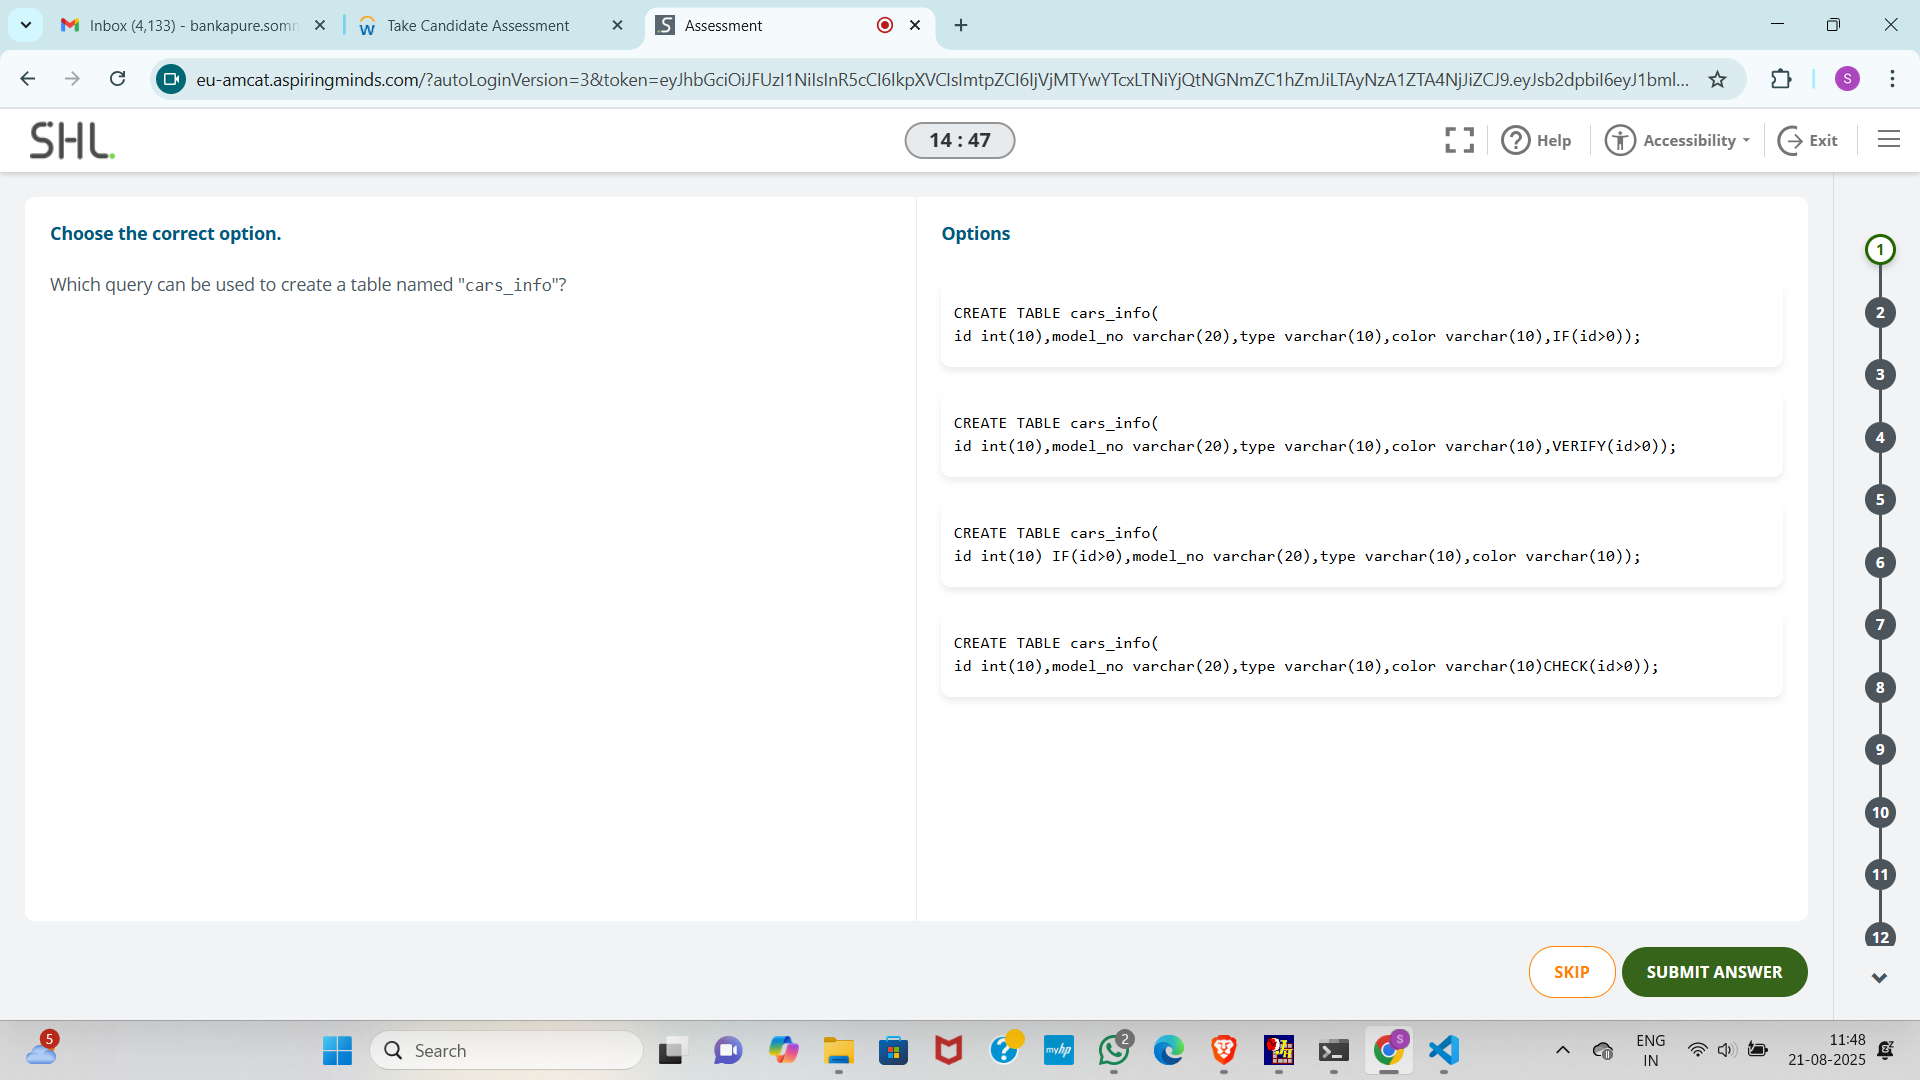 Inbox (4,133) - bankapure.somn
Take Candidate Assessment
Assessment
eu-amcat.aspiringminds.com/?autoLoginVersion=3&token=eyJhbGciOiJFUzI1NiIsInR5cCI6IkpXVCIsImtpZCI6IjVjMTYwYTcxLTNiYjQtNGNmZC1hZmJiLTAyNzA1ZTA4NjJiZCJ9.eyJsb2dpbiI6eyJ1bml...
S
SHL.
14 : 47
Help
Accessibility
Exit
Choose the correct option.
Which query can be used to create a table named "cars_info"?
Options
CREATE TABLE cars_info(
id int(10),model_no varchar(20),type varchar(10),color varchar(10),IF(id>0));
CREATE TABLE cars_info(
id int(10),model_no varchar(20),type varchar(10),color varchar(10),VERIFY(id>0));
CREATE TABLE cars_info(
id int(10) IF(id>0),model_no varchar(20),type varchar(10),color varchar(10));
CREATE TABLE cars_info(
id int(10),model_no varchar(20),type varchar(10),color varchar(10)CHECK(id>0));
1
2
3
4
5
6
7
8
9
10
11
12
SKIP
SUBMIT ANSWER
5
Search
myhp
2
S
ENG
IN
11:48
21-08-2025